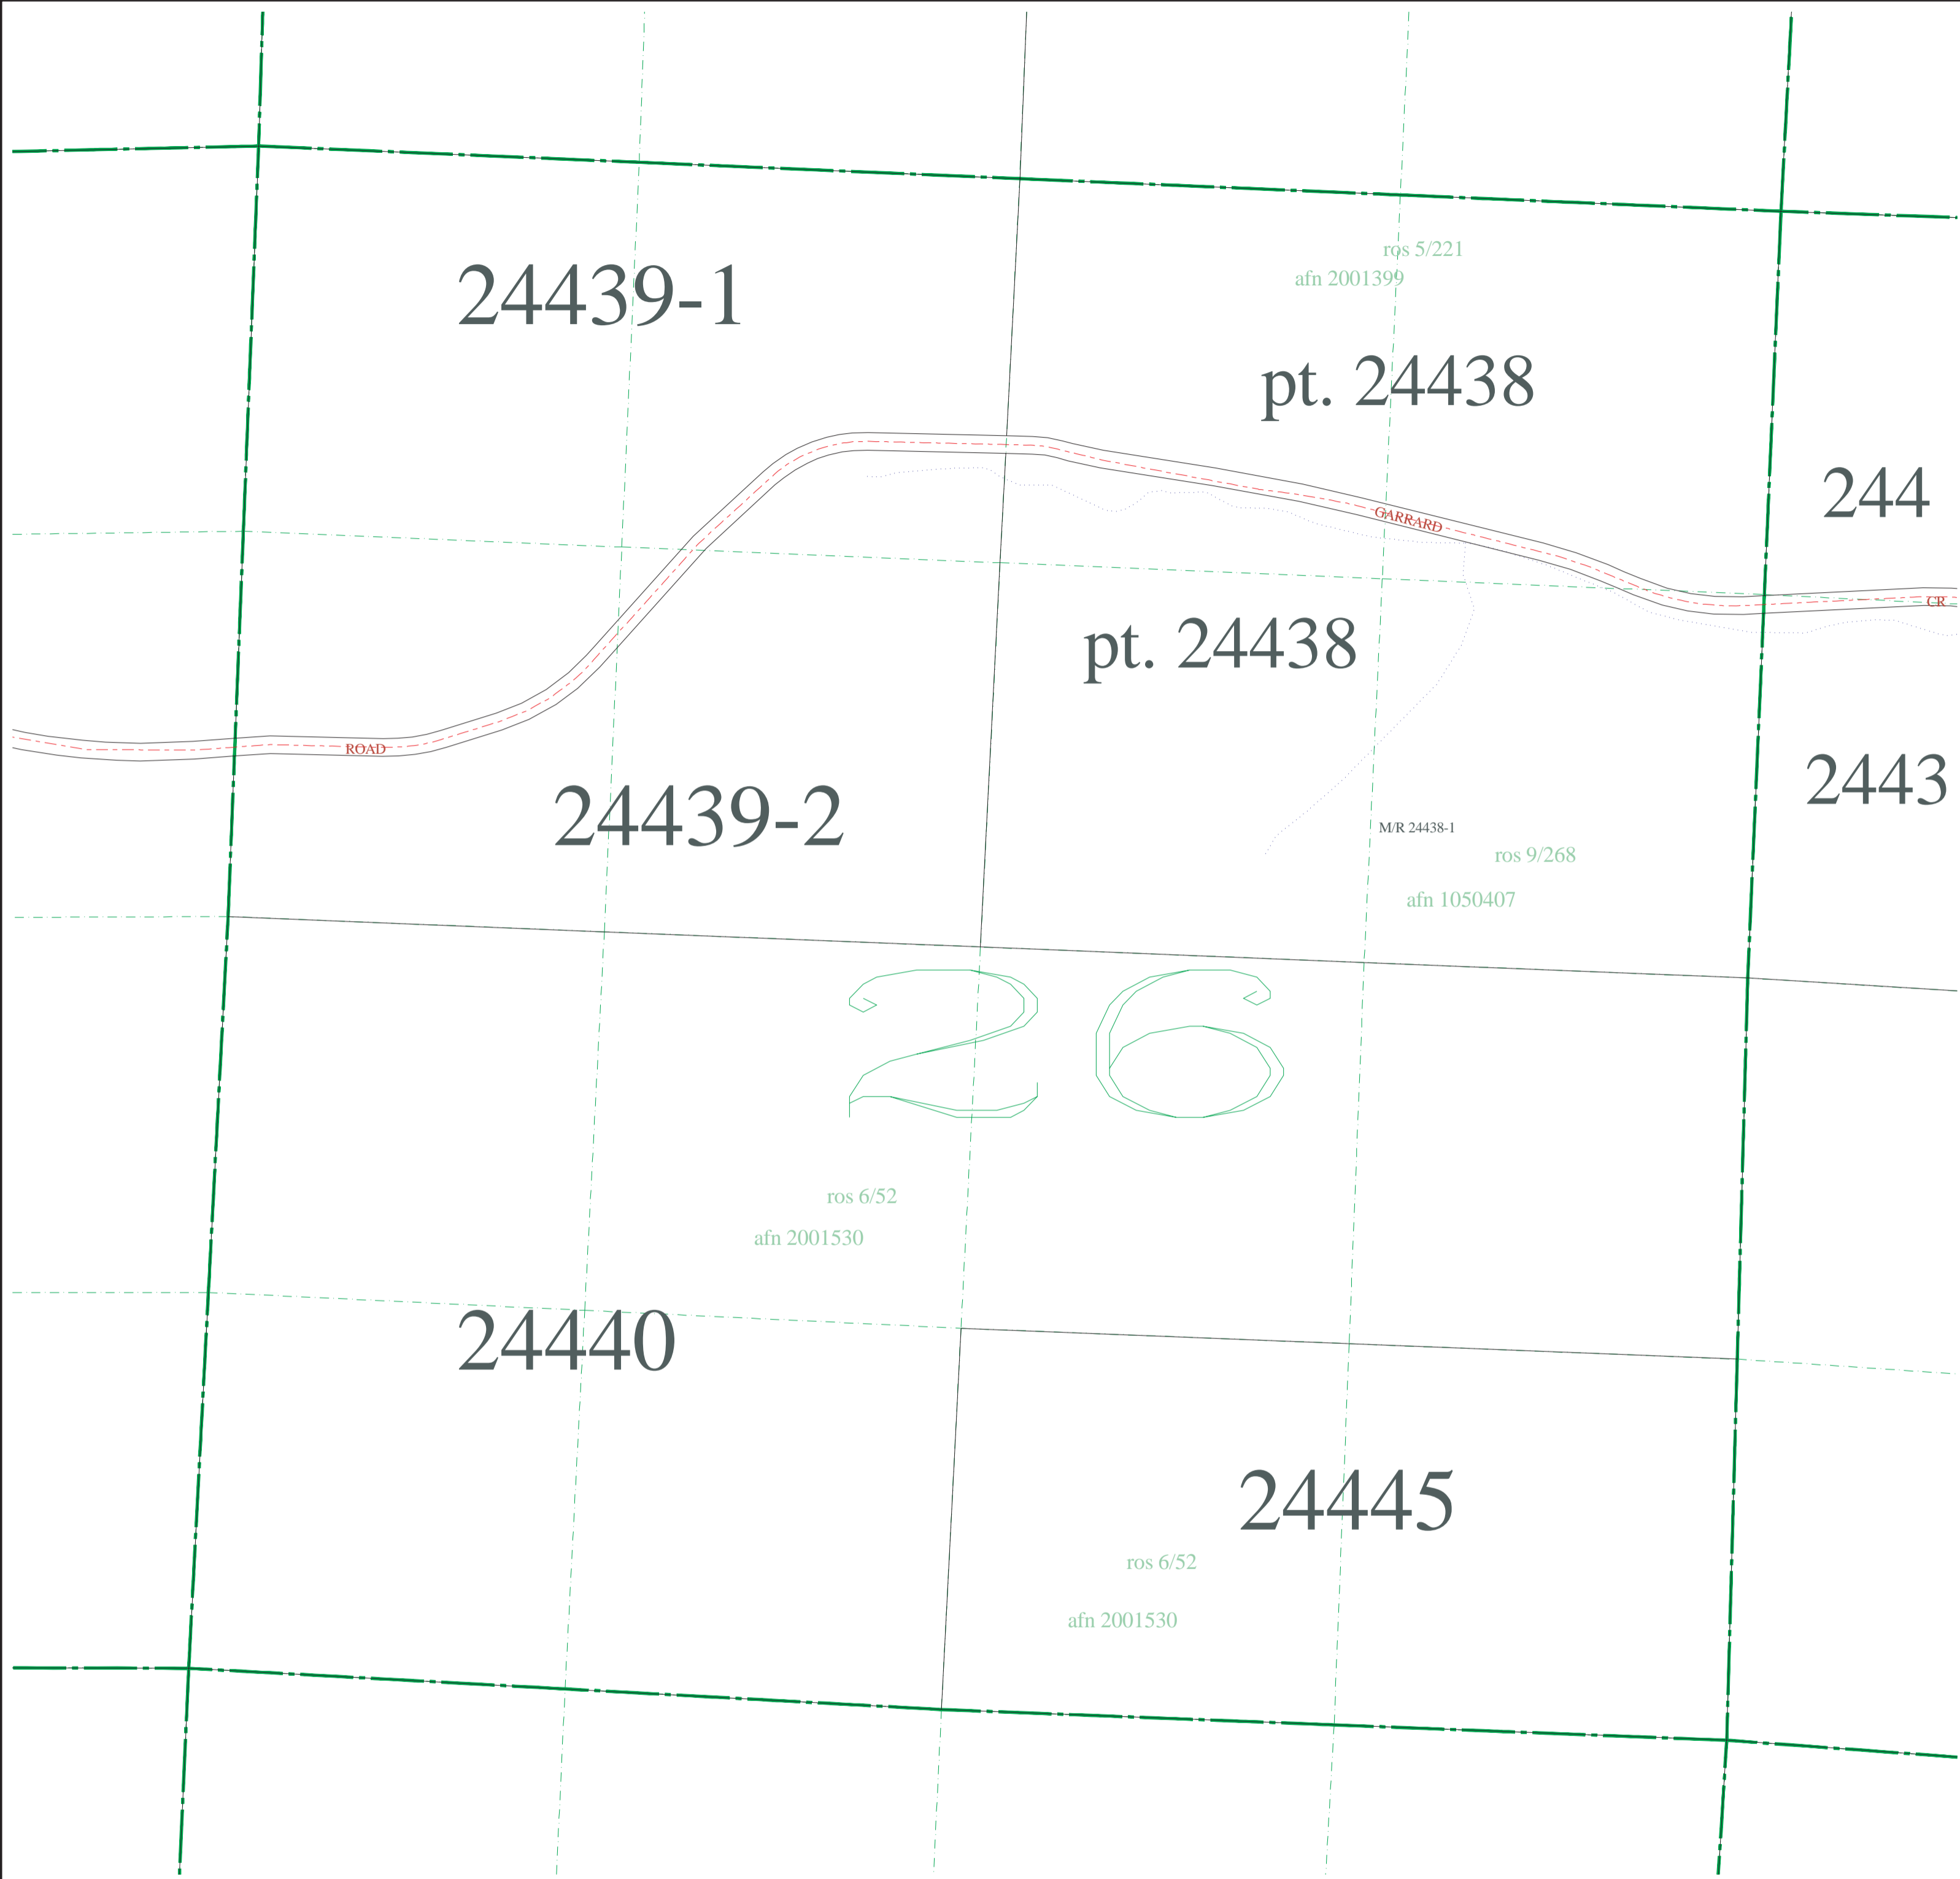 ros 5/221
afn 2001399
24439-1
pt. 24438
244
GARRARD
CR
pt. 24438
ROAD
24439-2
2443
M/R 24438-1
ros 9/268
afn 1050407
26
ros 6/52
afn 2001530
24440
24445
ros 6/52
afn 2001530